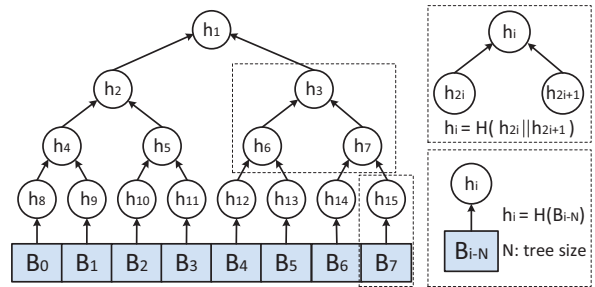 h1
h2 h3
h4 h5 h6 h7
h8 h9 h10 h11 h12 h13 h14 h15
B0 B1 B2 B3 B4 B5 B6 B7
hi
h2i h2i+1
hi = H( h2i||h2i+1 )
hi
hi = H(Bi-N)
Bi-N N: tree size